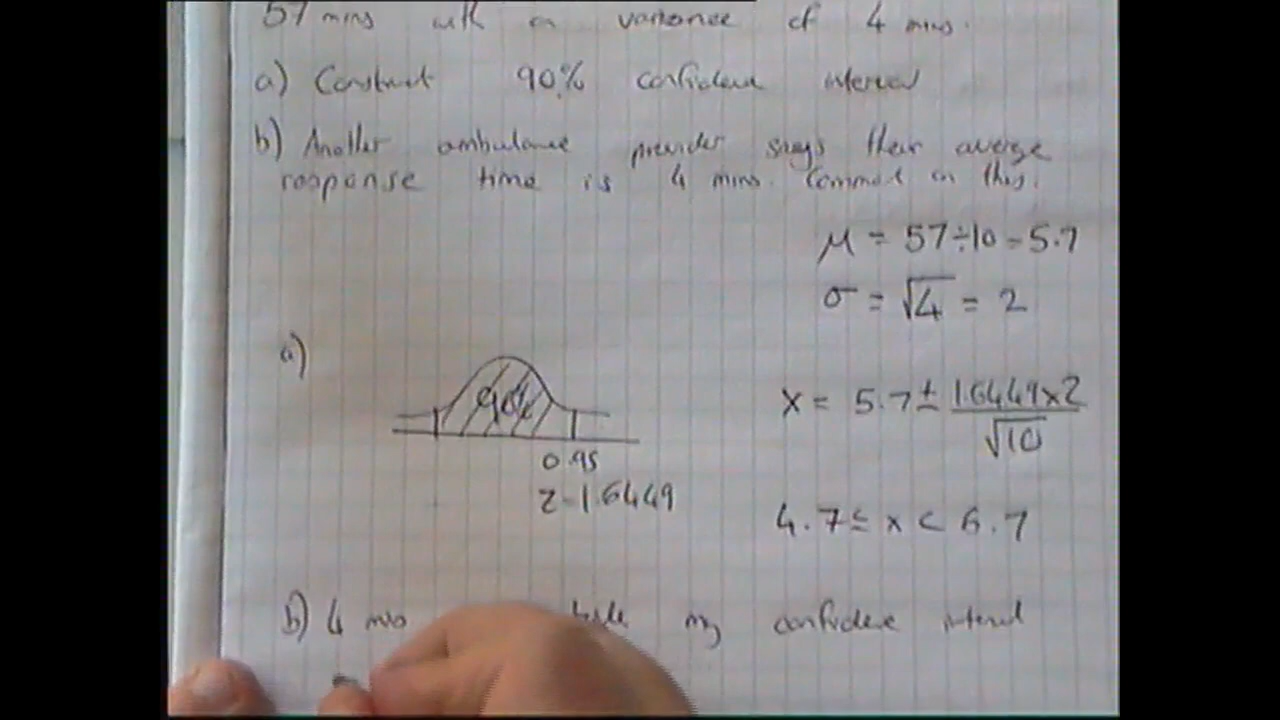 57 mins with a variance of 4 mins.
a) Construct 90% confidence interval
b) Another ambulance provider says their average
response time is 4 mins. Comment on this.
μ = 57÷10 = 5.7
σ = √4 = 2
a)
90%
x = 5.7 ± 1.6449×2
√10
0.95
z = 1.6449
4.7 ≤ x < 6.7
b) 4 mins my confidence interval